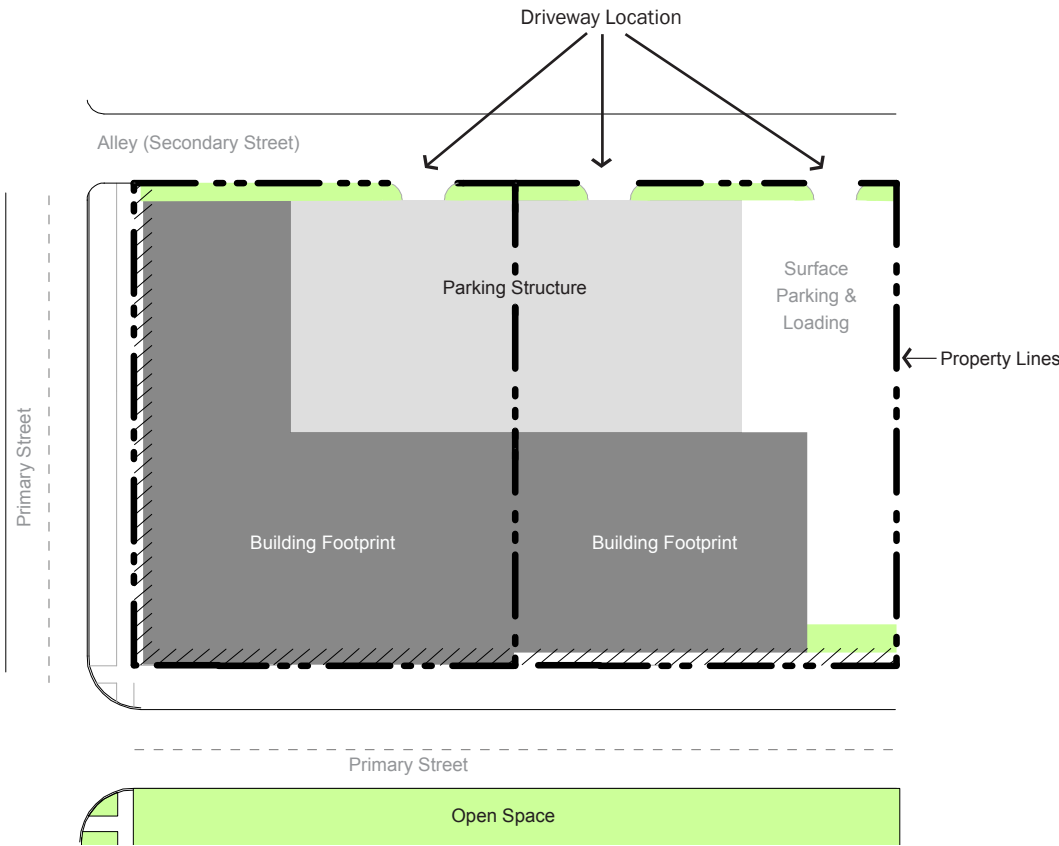 Driveway Location
Alley (Secondary Street)
Parking Structure
Surface
Parking &
Loading
Property Lines
Primary Street
Building Footprint
Building Footprint
Primary Street
Open Space